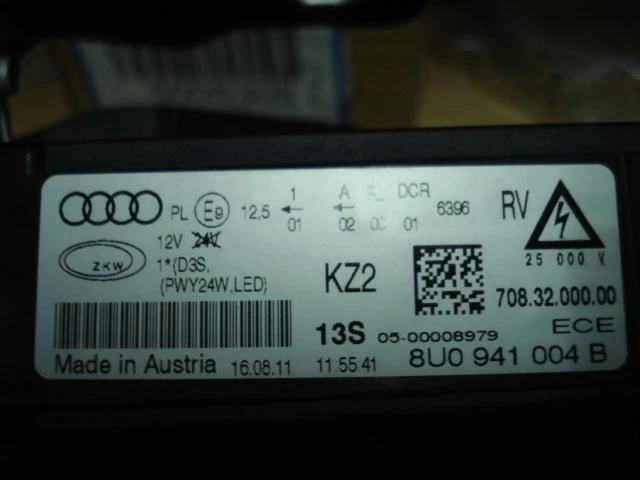 PL E9 12,5 ← 1 ← A DCR 6396 RV
01 02 01
12V 24V
ZKW 1*(D3S, 25 000 V
(PWY24W,LED) KZ2 708.32.000.00
13S 05-00008979 ECE
Made in Austria 16.08.11 11:55:41 8U0 941 004 B